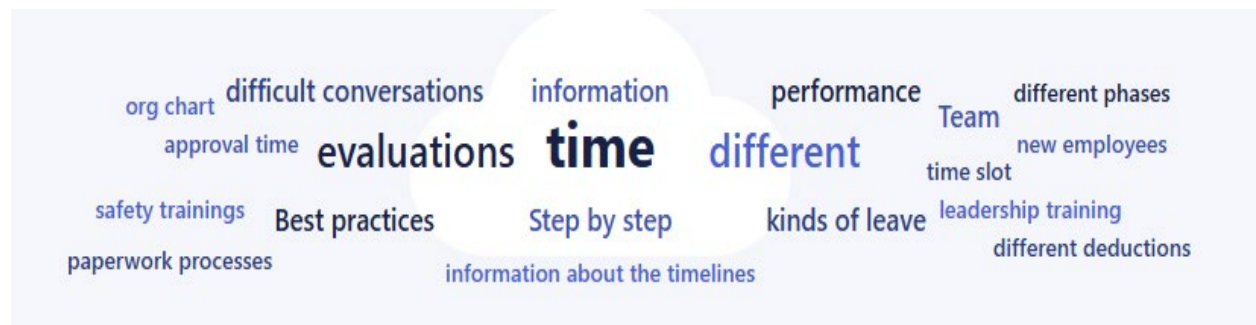 difficult conversations
information
performance
different phases
org chart
Team
approval time
evaluations
time
different
new employees
time slot
safety trainings
Best practices
Step by step
kinds of leave
leadership training
different deductions
paperwork processes
information about the timelines